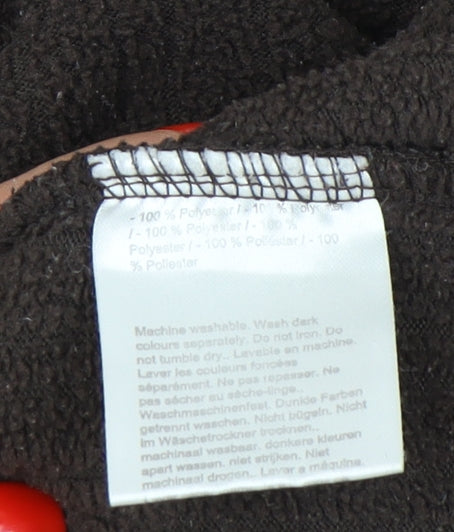 - 100 % Polyester / - 10 % Polyester
/ - 100 % Polyester / - 100 %
Polyester / - 100 % Poliéster / - 100
% Poliester
Machine washable. Wash dark
colours separately. Do not iron. Do
not tumble dry.. Lavable en machine.
Laver les couleurs foncées
séparément. Ne pas repasser. Ne
pas sécher au sèche-linge..
Waschmaschinenfest. Dunkle Farben
getrennt waschen. Nicht bügeln. Nicht
im Wäschetrockner trocknen..
machinaal wasbaar. donkere kleuren
apart wassen. niet strijken. Niet
machinaal drogen.. Lavar a máquina.